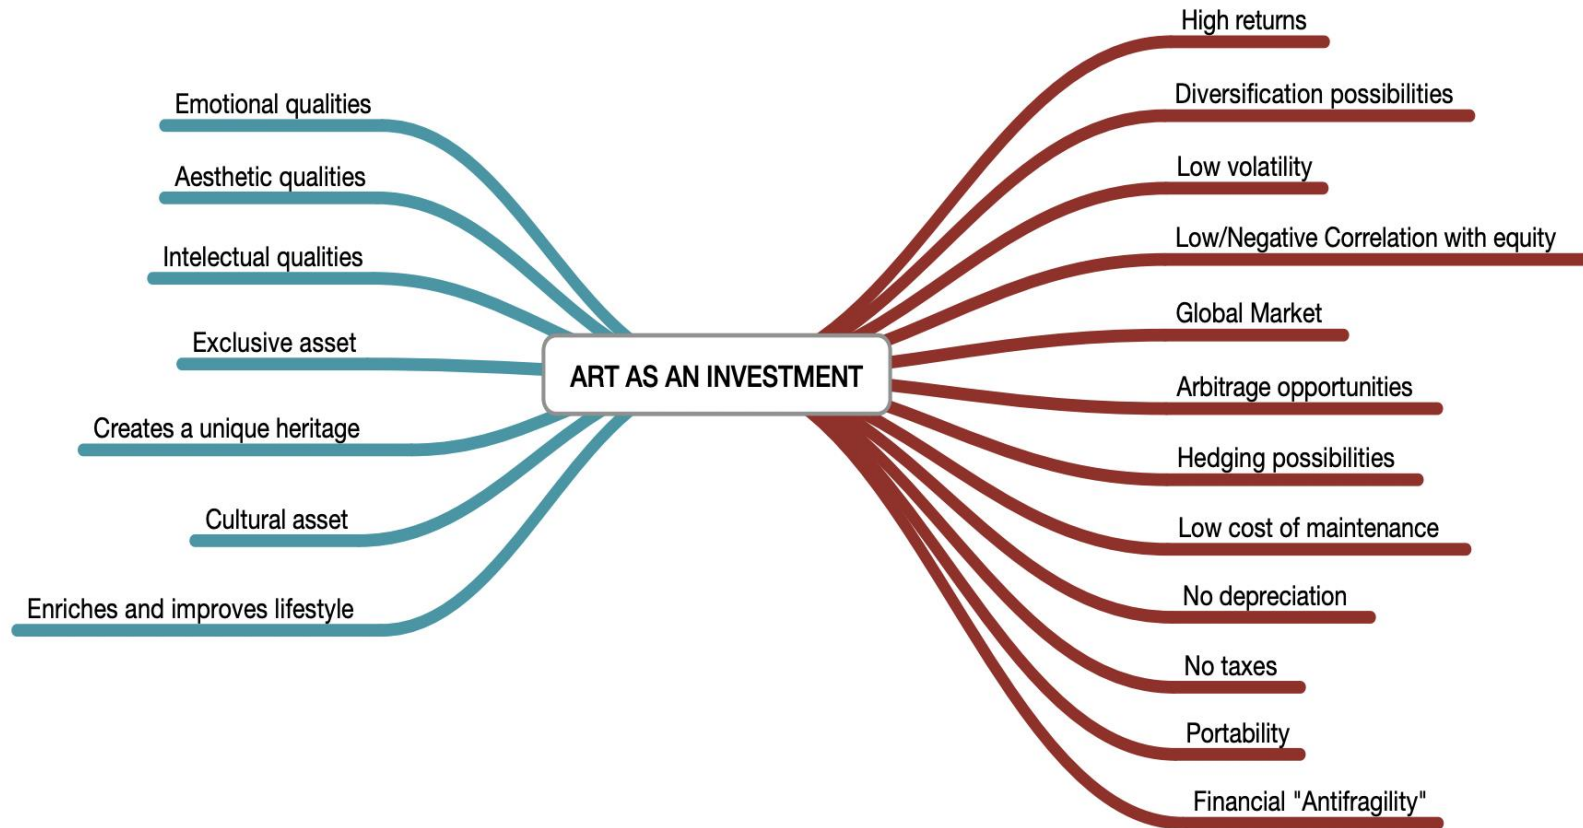 Emotional qualities
Aesthetic qualities
Intelectual qualities
Exclusive asset
Creates a unique heritage
Cultural asset
Enriches and improves lifestyle
ART AS AN INVESTMENT
High returns
Diversification possibilities
Low volatility
Low/Negative Correlation with equity
Global Market
Arbitrage opportunities
Hedging possibilities
Low cost of maintenance
No depreciation
No taxes
Portability
Financial "Antifragility"